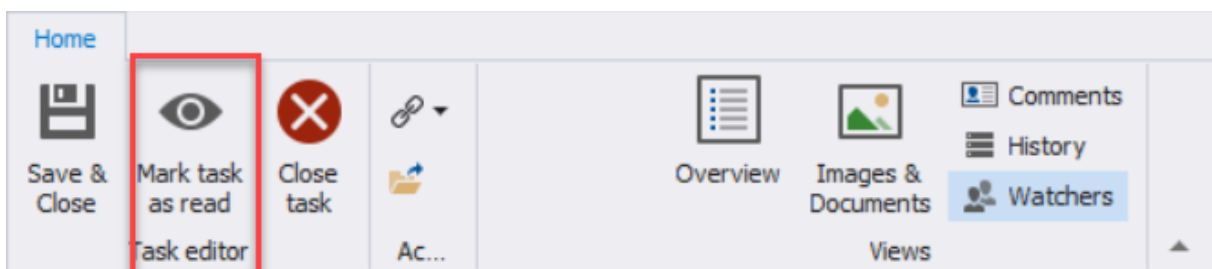 Home
Save &
Close
Mark task
as read
Close
task
Task editor
Ac...
Overview
Images &
Documents
Comments
History
Watchers
Views